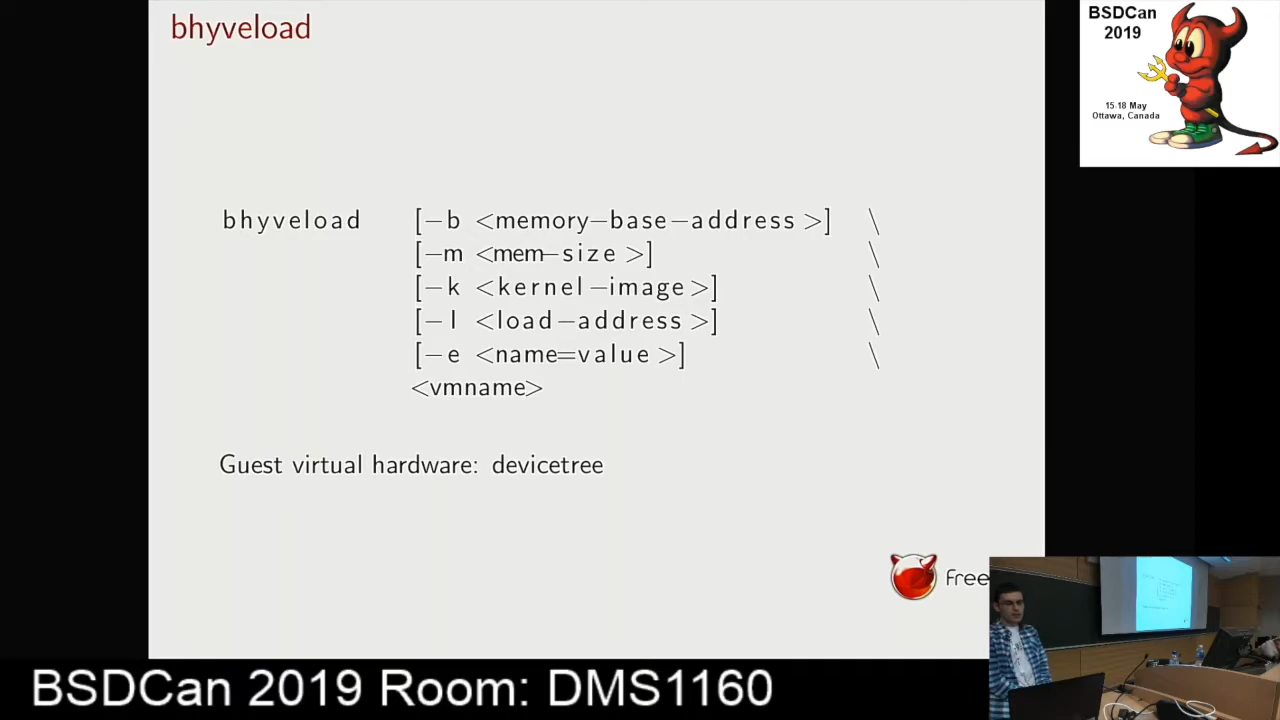 bhyveload
BSDCan
2019
15-18 May
Ottawa, Canada
bhyveload [-b <memory-base-address>] \
[-m <mem-size>] \
[-k <kernel-image>] \
[-l <load-address>] \
[-e <name=value>] \
<vmname>
Guest virtual hardware: devicetree
Free
BSDCan 2019 Room: DMS1160